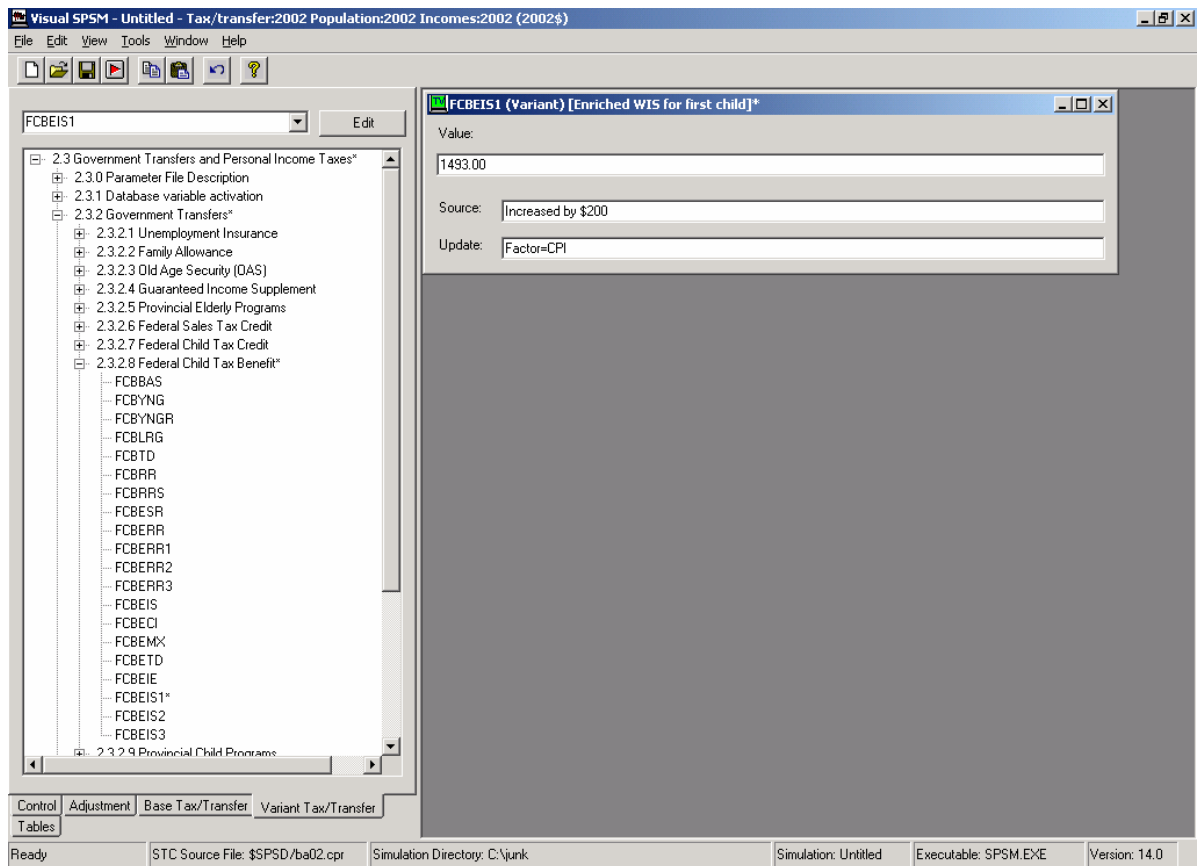 Visual SPSM - Untitled - Tax/transfer:2002 Population:2002 Incomes:2002 (2002$)
File Edit View Tools Window Help
FCBEIS1
Edit
2.3 Government Transfers and Personal Income Taxes*
2.3.0 Parameter File Description
2.3.1 Database variable activation
2.3.2 Government Transfers*
2.3.2.1 Unemployment Insurance
2.3.2.2 Family Allowance
2.3.2.3 Old Age Security (OAS)
2.3.2.4 Guaranteed Income Supplement
2.3.2.5 Provincial Elderly Programs
2.3.2.6 Federal Sales Tax Credit
2.3.2.7 Federal Child Tax Credit
2.3.2.8 Federal Child Tax Benefit*
FCBBAS
FCBYNG
FCBYNGR
FCBLRG
FCBTD
FCBRR
FCBRRS
FCBESR
FCBERR
FCBERR1
FCBERR2
FCBERR3
FCBEIS
FCBECI
FCBEMX
FCBETD
FCBEIE
FCBEIS1*
FCBEIS2
FCBEIS3
2.3.2.9 Provincial Child Programs
Control Adjustment Base Tax/Transfer Variant Tax/Transfer
Tables
TV FCBEIS1 (Variant) [Enriched WIS for first child]*
Value:
1493.00
Source: Increased by $200
Update: Factor=CPI
Ready STC Source File: $SPSD/ba02.cpr Simulation Directory: C:\junk Simulation: Untitled Executable: SPSM.EXE Version: 14.0